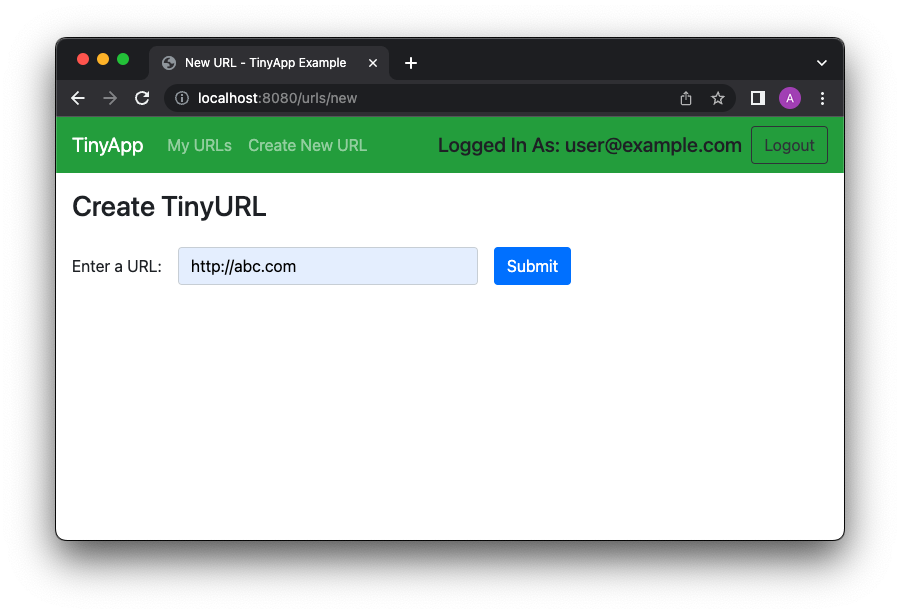 New URL - TinyApp Example
localhost:8080/urls/new
A
TinyApp My URLs Create New URL Logged In As: user@example.com Logout
Create TinyURL
Enter a URL: http://abc.com Submit